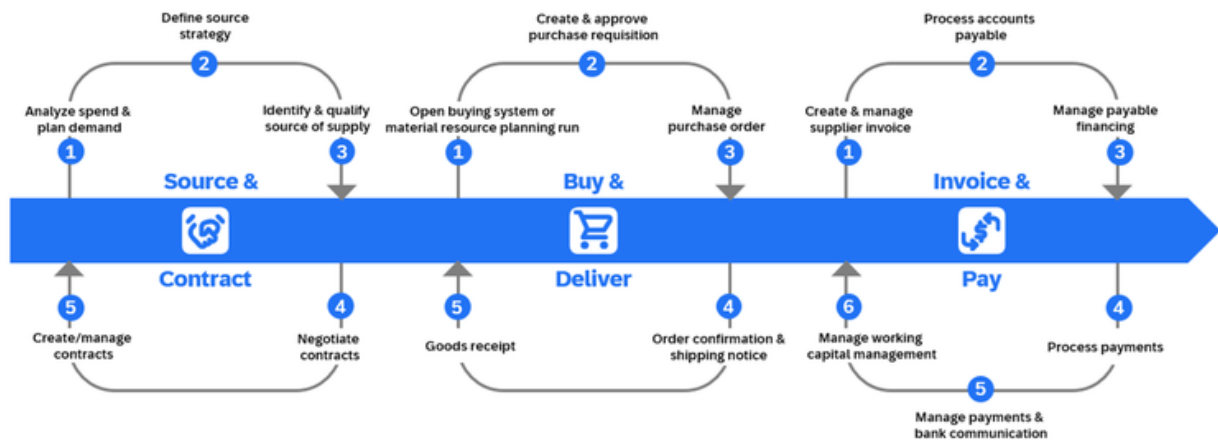 Define source
strategy
2
Analyze spend &
plan demand
1
Identify & qualify
source of supply
3
Source &
Contract
5
Create/manage
contracts
4
Negotiate
contracts
Create & approve
purchase requisition
2
Open buying system or
material resource planning run
1
Manage
purchase order
3
Buy &
Deliver
5
Goods receipt
4
Order confirmation &
shipping notice
Process accounts
payable
2
Create & manage
supplier invoice
1
Manage payable
financing
3
Invoice &
$
Pay
6
Manage working
capital management
4
Process payments
5
Manage payments &
bank communication